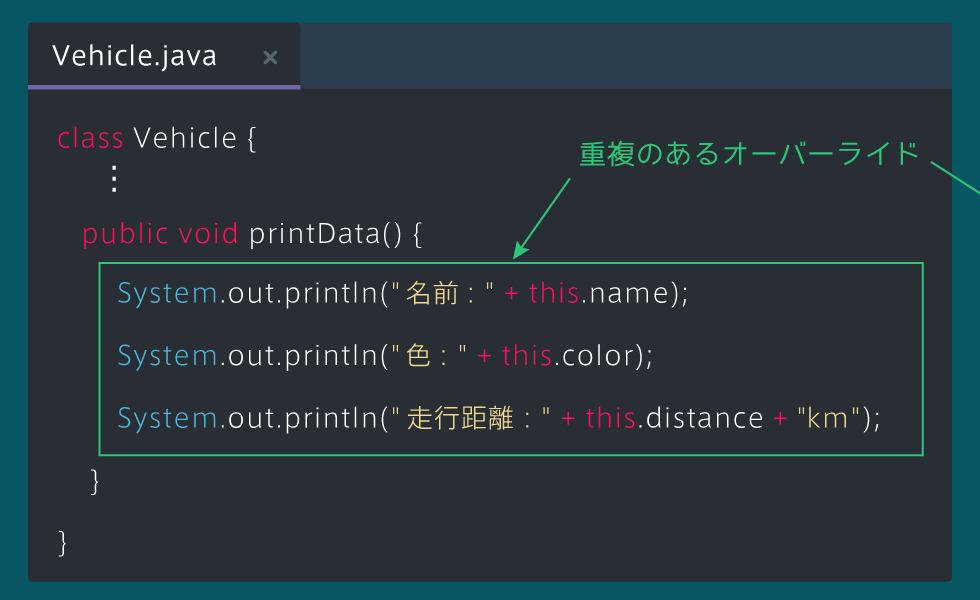 Vehicle.java ×
class Vehicle {
⋮
重複のあるオーバーライド
public void printData() {
System.out.println("名前：" + this.name);
System.out.println("色：" + this.color);
System.out.println("走行距離：" + this.distance + "km");
}
}